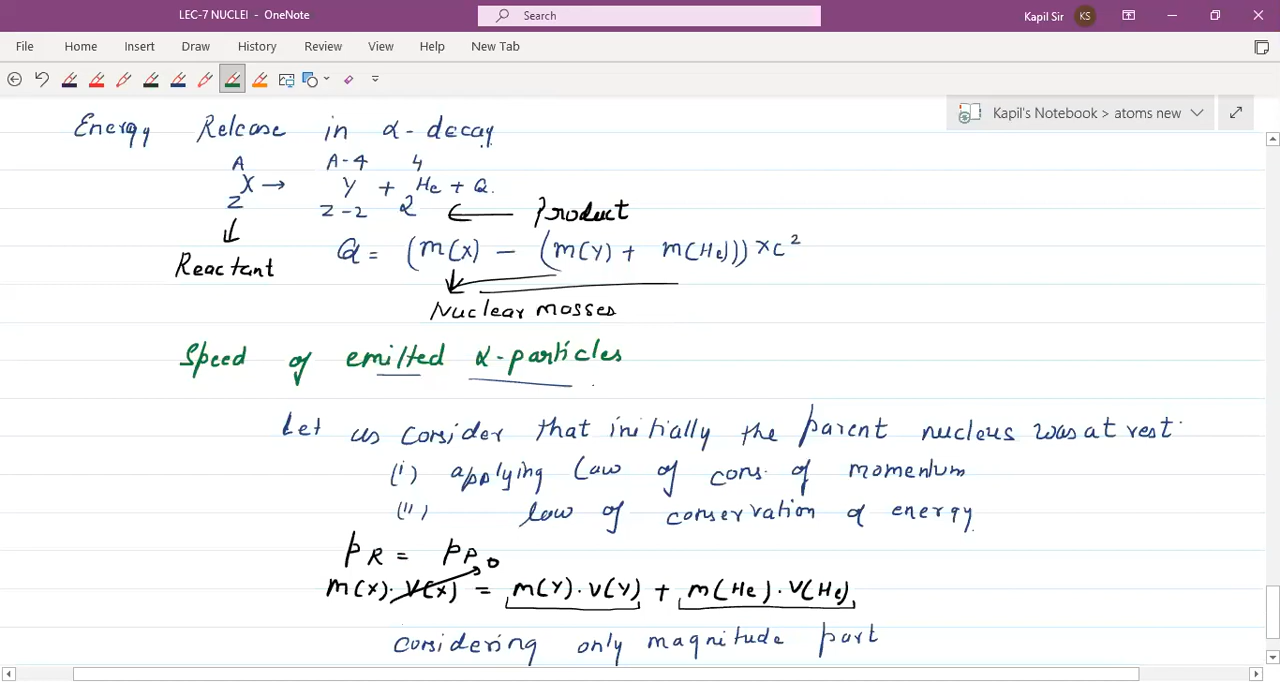 LEC-7 NUCLEI - OneNote
Search
Kapil Sir KS
File Home Insert Draw History Review View Help New Tab
Kapil's Notebook > atoms new
Energy Release in α-decay
A A-4 4
X → Y + He + Q.
Z Z-2 2 ← Product
↓
Reactant
Q = (m(X) - (m(Y) + m(He))) × c²
Nuclear masses
Speed of emitted α-particles
Let us consider that initially the parent nucleus was at rest.
(i) applying Law of cons. of momentum
(ii) law of conservation of energy
pR = pP
m(X). V(X) 0 = m(Y). V(Y) + m(He). V(He)
considering only magnitude part